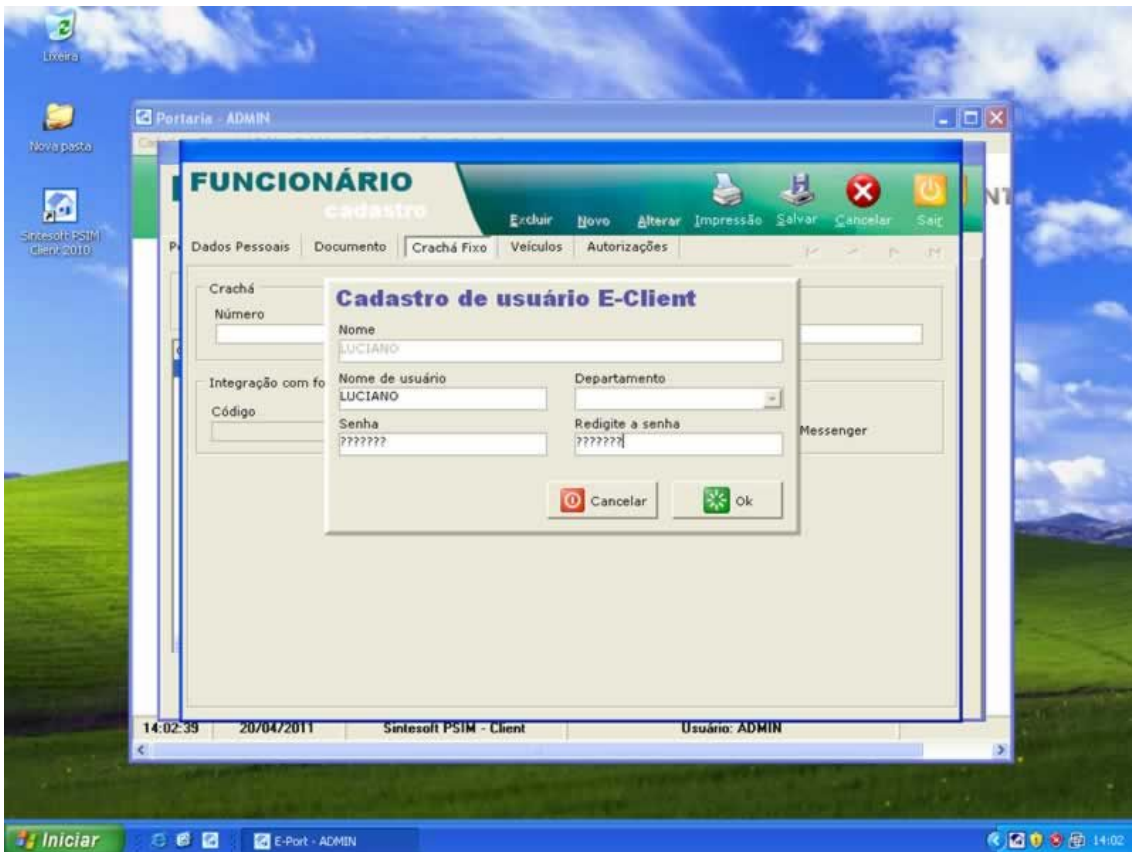 Lixeira
Nova pasta
Sintesoft PSIM
Client 2010
Portaria - ADMIN
FUNCIONÁRIO
cadastro
Excluir Novo Alterar Impressão Salvar Cancelar Sair
Dados Pessoais Documento Crachá Fixo Veículos Autorizações
Crachá
Número
Cadastro de usuário E-Client
Nome
LUCIANO
Nome de usuário Departamento
LUCIANO
Senha Redigite a senha
??????? ???????
Cancelar Ok
Integração com fo
Código
Messenger
14:02:39 20/04/2011 Sintesoft PSIM - Client Usuário: ADMIN
Iniciar E-Port - ADMIN 14:02